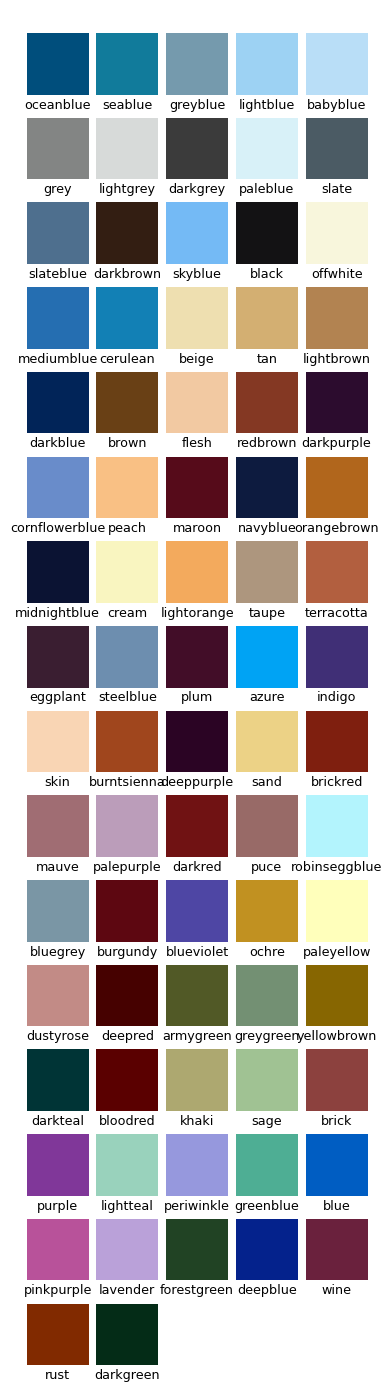 oceanblue seablue greyblue lightblue babyblue
grey lightgrey darkgrey paleblue slate
slateblue darkbrown skyblue black offwhite
mediumblue cerulean beige tan lightbrown
darkblue brown flesh redbrown darkpurple
cornflowerblue peach maroon navyblue orangebrown
midnightblue cream lightorange taupe terracotta
eggplant steelblue plum azure indigo
skin burntsienna deeppurple sand brickred
mauve palepurple darkred puce robinseggblue
bluegrey burgundy blueviolet ochre paleyellow
dustyrose deepred armygreen greygreen yellowbrown
darkteal bloodred khaki sage brick
purple lightteal periwinkle greenblue blue
pinkpurple lavender forestgreen deepblue wine
rust darkgreen